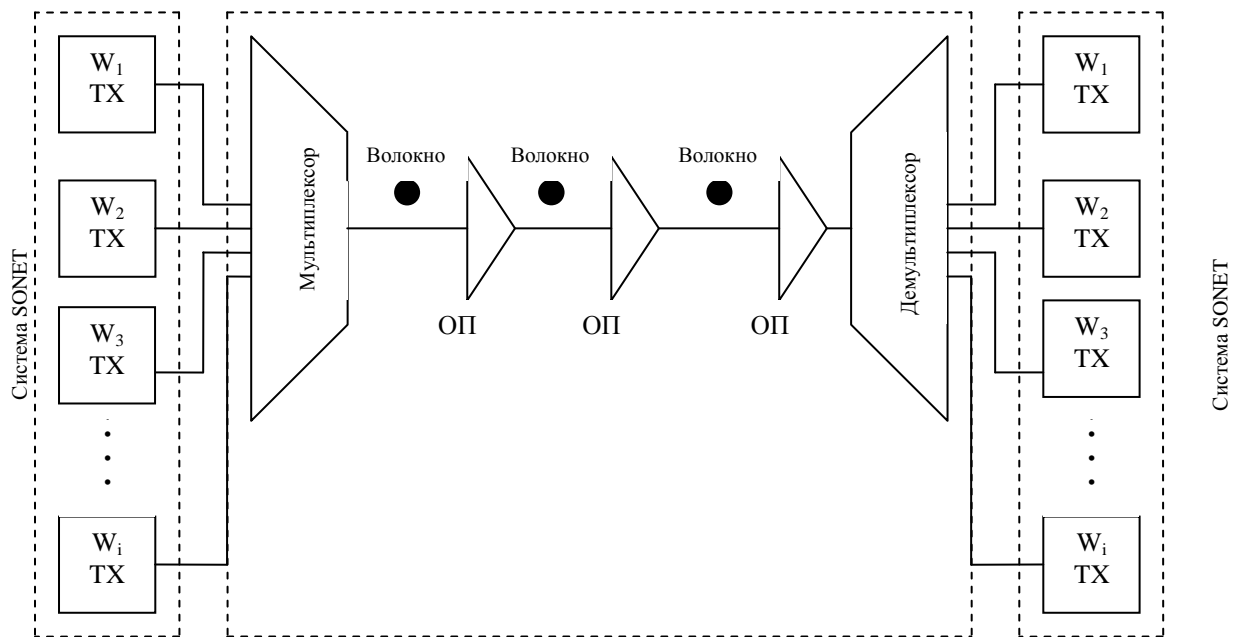 Система SONET
W1
TX
W2
TX
W3
TX
Wi
TX
Мультиплексор
Волокно
Волокно
Волокно
ОП
ОП
ОП
Демультиплексор
W1
TX
W2
TX
W3
TX
Wi
TX
Система SONET